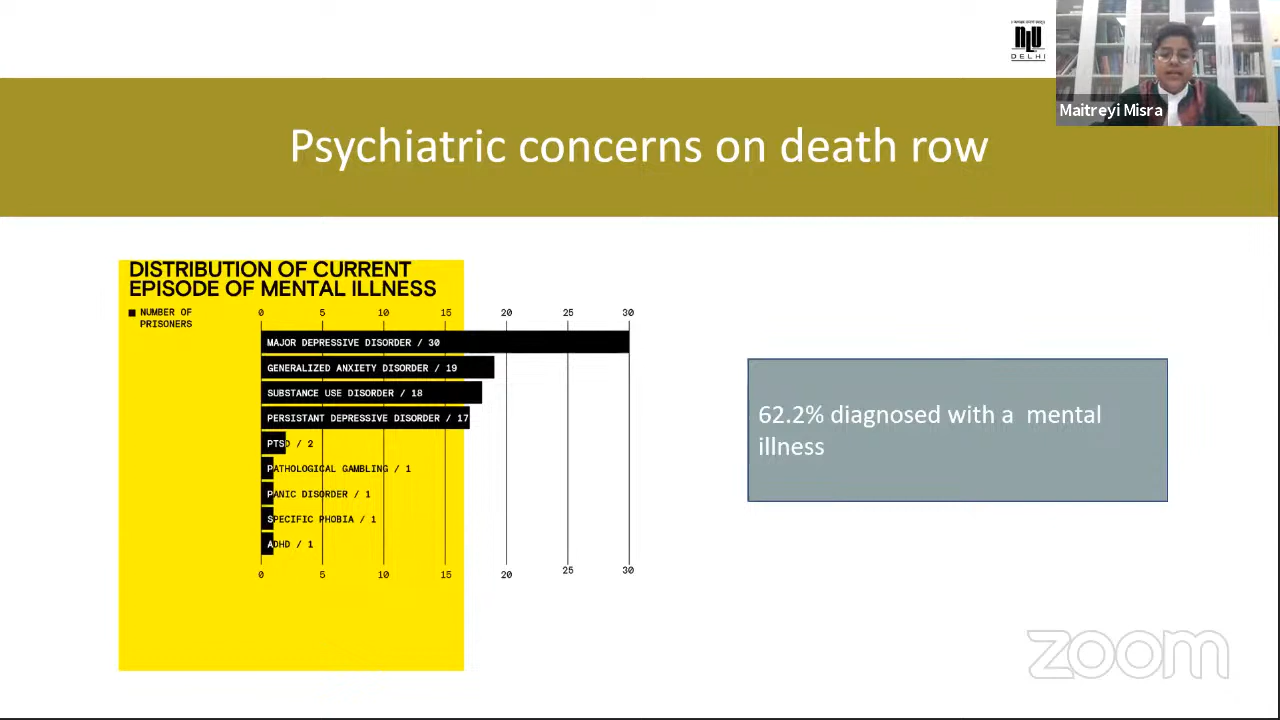 NLU
DELHI
Maitreyi Misra
Psychiatric concerns on death row
DISTRIBUTION OF CURRENT
EPISODE OF MENTAL ILLNESS
NUMBER OF
PRISONERS
0 5 10 15 20 25 30
MAJOR DEPRESSIVE DISORDER / 30
GENERALIZED ANXIETY DISORDER / 19
SUBSTANCE USE DISORDER / 18
PERSISTANT DEPRESSIVE DISORDER / 17
PTSD / 2
PATHOLOGICAL GAMBLING / 1
PANIC DISORDER / 1
SPECIFIC PHOBIA / 1
ADHD / 1
0 5 10 15 20 25 30
62.2% diagnosed with a mental
illness
zoom